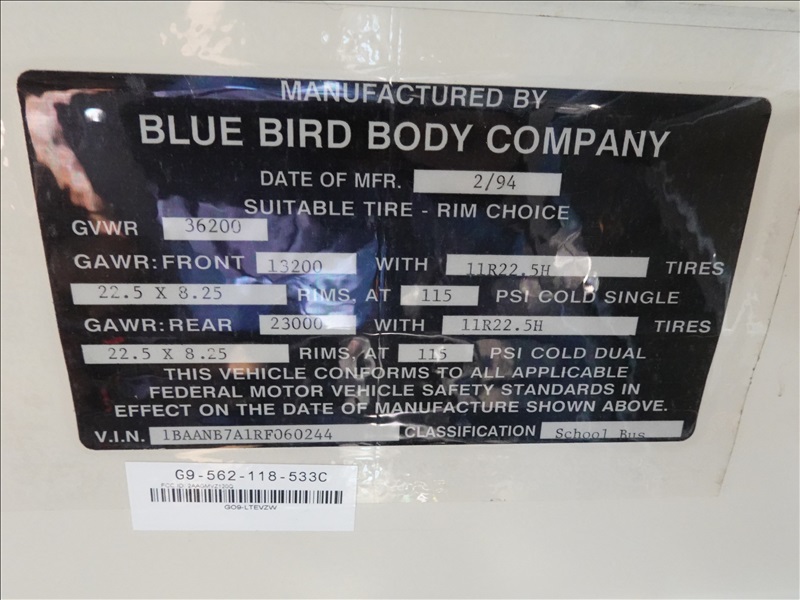 MANUFACTURED BY
BLUE BIRD BODY COMPANY
DATE OF MFR. 2/94
SUITABLE TIRE - RIM CHOICE
GVWR 36200
GAWR: FRONT 13200 WITH 11R22.5H TIRES
22.5 X 8.25 RIMS. AT 115 PSI COLD SINGLE
GAWR: REAR 23000 WITH 11R22.5H TIRES
22.5 X 8.25 RIMS. AT 115 PSI COLD DUAL
THIS VEHICLE CONFORMS TO ALL APPLICABLE
FEDERAL MOTOR VEHICLE SAFETY STANDARDS IN
EFFECT ON THE DATE OF MANUFACTURE SHOWN ABOVE.
V.I.N. 1BAANB7A1RF060244 CLASSIFICATION School Bus
G9-562-118-533C
FCC ID:
GO9-LTEVZW